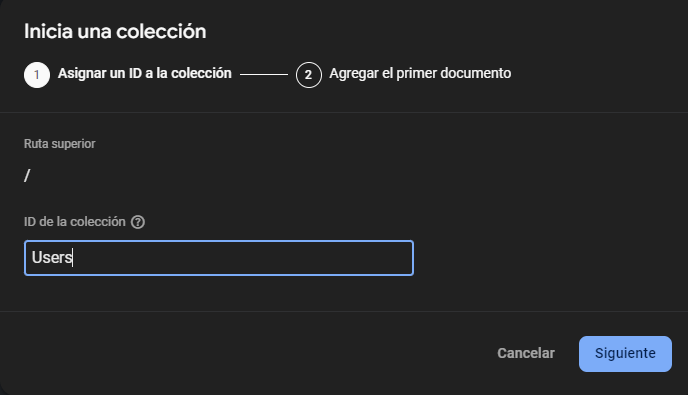 Inicia una colección
1 Asignar un ID a la colección 2 Agregar el primer documento
Ruta superior
/
ID de la colección ?
Users
Cancelar Siguiente